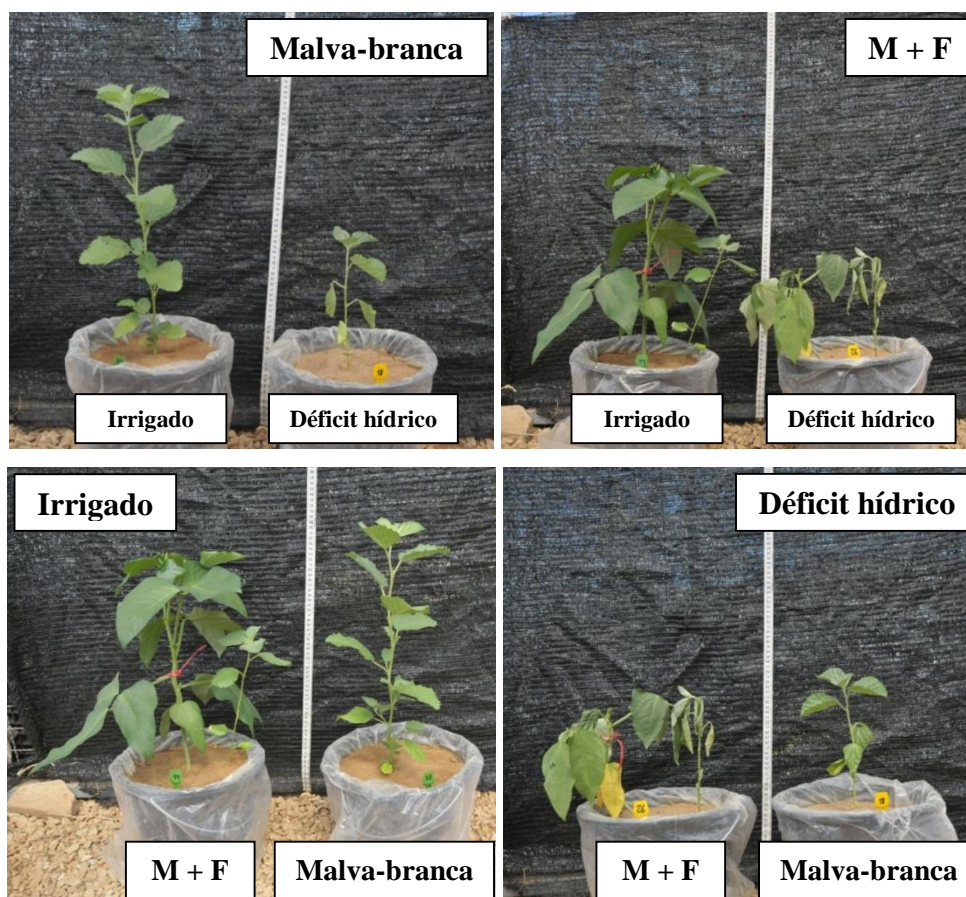 Malva-branca
Irrigado
Déficit hídrico
M + F
Irrigado
Déficit hídrico
Irrigado
M + F
Malva-branca
Déficit hídrico
M + F
Malva-branca